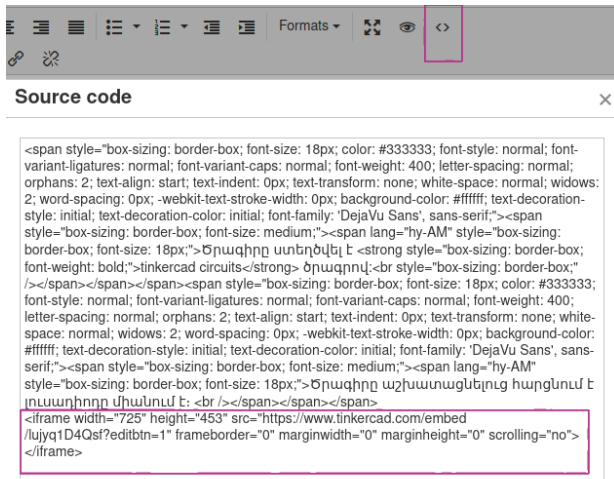 Formats
<>
Source code
×
<span style="box-sizing: border-box; font-size: 18px; color: #333333; font-style: normal; font-
variant-ligatures: normal; font-variant-caps: normal; font-weight: 400; letter-spacing: normal;
orphans: 2; text-align: start; text-indent: 0px; text-transform: none; white-space: normal; widows:
2; word-spacing: 0px; -webkit-text-stroke-width: 0px; background-color: #ffffff; text-decoration-
style: initial; text-decoration-color: initial; font-family: 'DejaVu Sans', sans-serif;"><span
style="box-sizing: border-box; font-size: medium;"><span lang="hy-AM" style="box-sizing:
border-box; font-size: 18px;">Ծրագիրը ստեղծվել է <strong style="box-sizing: border-box;
font-weight: bold;">tinkercad circuits</strong> ծրագրով:<br style="box-sizing: border-box;"
/></span></span></span><span style="box-sizing: border-box; font-size: 18px; color: #333333;
font-style: normal; font-variant-ligatures: normal; font-variant-caps: normal; font-weight: 400;
letter-spacing: normal; orphans: 2; text-align: start; text-indent: 0px; text-transform: none; white-
space: normal; widows: 2; word-spacing: 0px; -webkit-text-stroke-width: 0px; background-color:
#ffffff; text-decoration-style: initial; text-decoration-color: initial; font-family: 'DejaVu Sans', sans-
serif;"><span style="box-sizing: border-box; font-size: medium;"><span lang="hy-AM"
style="box-sizing: border-box; font-size: 18px;">Ծրագիրը աշխատացնելուց հարցնում է
լուսադիոդը միանում է: <br /></span></span></span>
<iframe width="725" height="453" src="https://www.tinkercad.com/embed
/lujyq1D4Qsf?editbtn=1" frameborder="0" marginwidth="0" marginheight="0" scrolling="no">
</iframe>